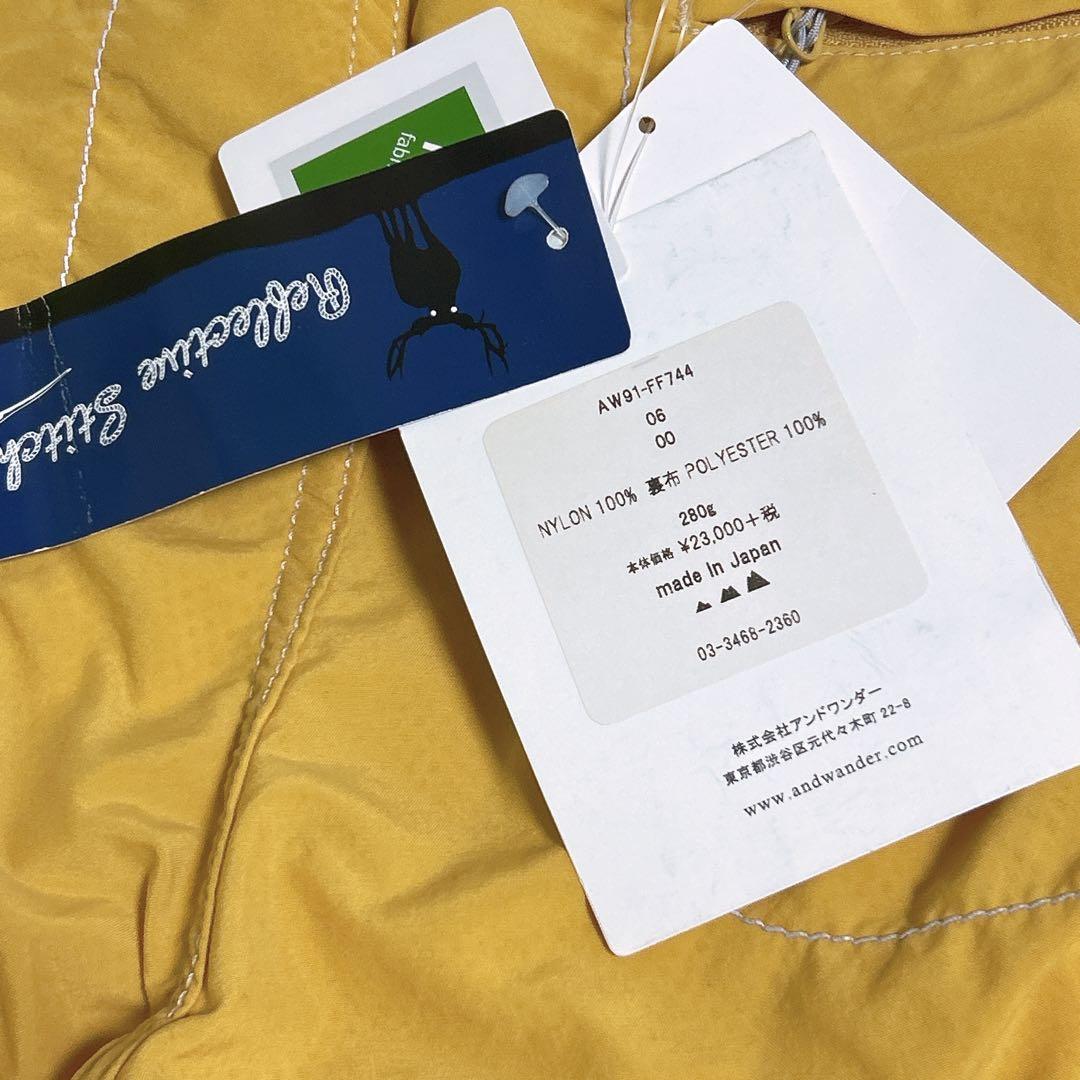 fabr
Reflective Stitch
AW91-FF744
06
00
NYLON 100% 裏布 POLYESTER 100%
280g
本体価格 ¥23,000+税
made in Japan
03-3468-2360
株式会社アンドワンダー
東京都渋谷区元代々木町 22-8
www.andwander.com